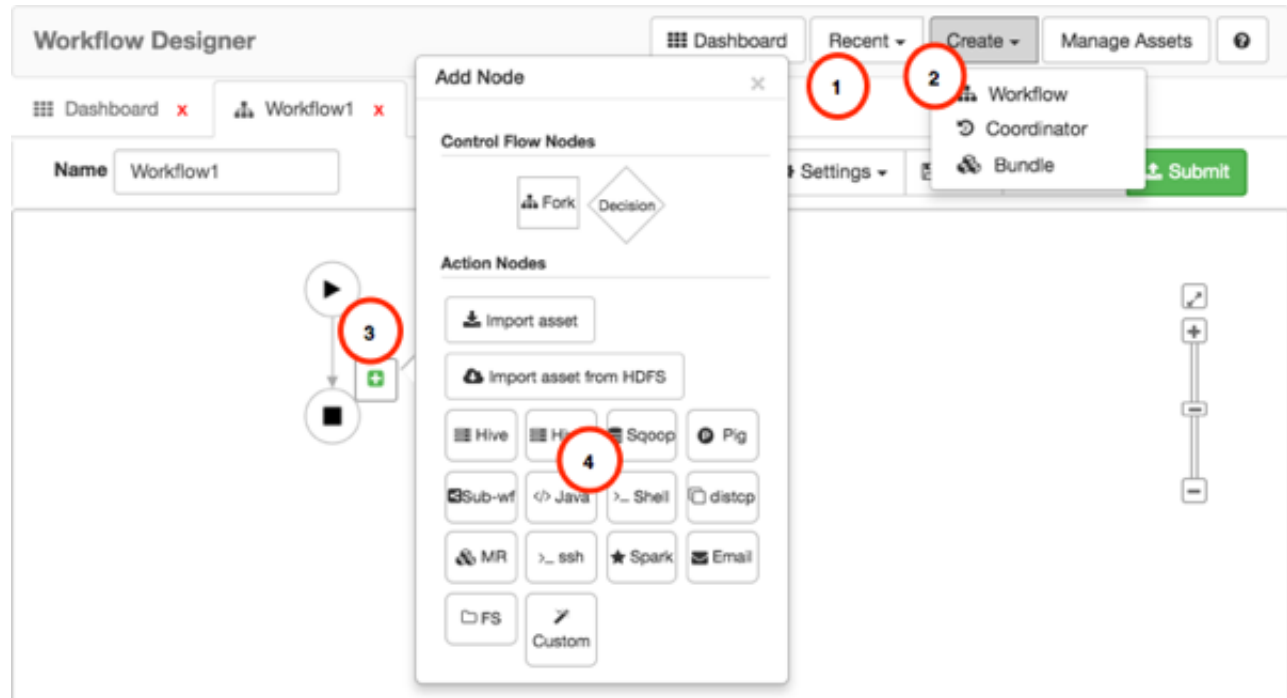 Workflow Designer
Dashboard
Recent
Create
Manage Assets
1
2
Workflow
Coordinator
Bundle
Dashboard x
Workflow1 x
Name Workflow1
Settings
Submit
Add Node ×
Control Flow Nodes
Fork
Decision
Action Nodes
Import asset
Import asset from HDFS
3
4
Hive
Sqoop
Pig
Sub-wf
Java
Shell
distcp
MR
ssh
Spark
Email
FS
Custom